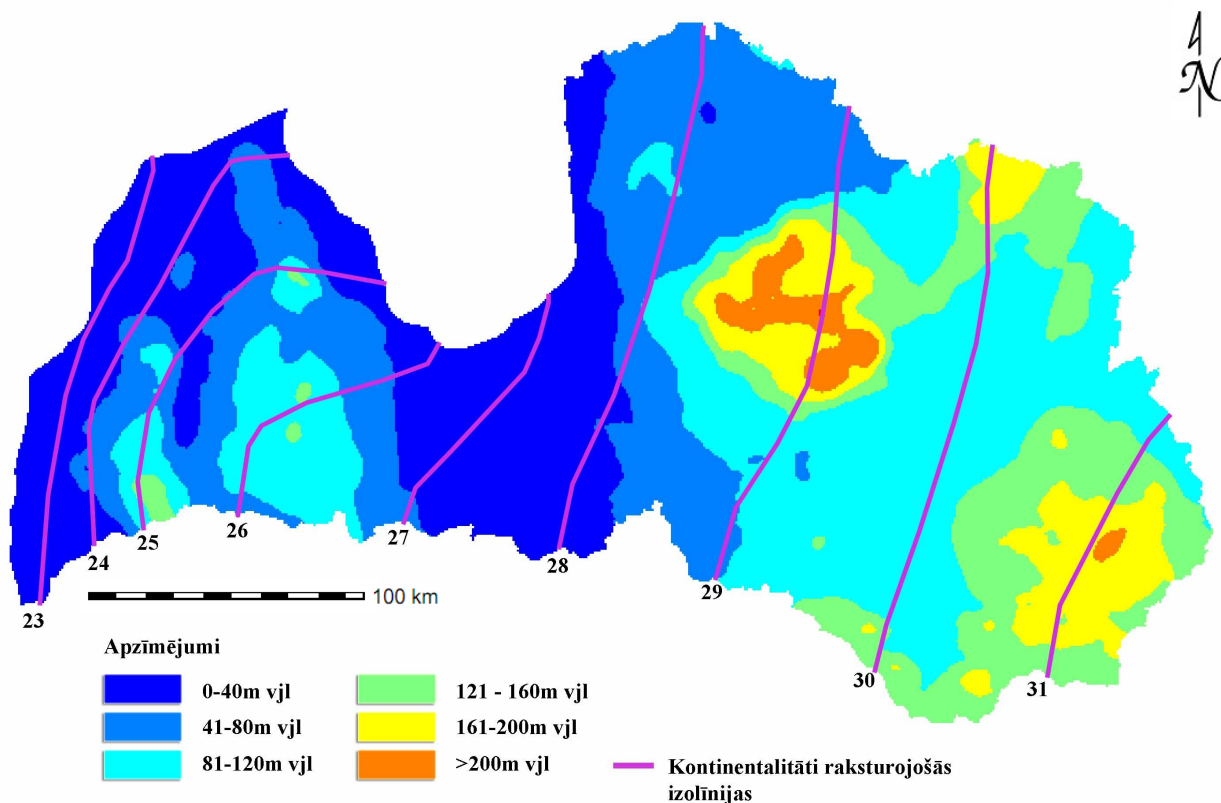 N
23
24
25
26
27
28
29
30
31
100 km
Apzīmējumi
0-40m vjl
41-80m vjl
81-120m vjl
121 - 160m vjl
161-200m vjl
>200m vjl
Kontinentalitāti raksturojošās
izolīnijas